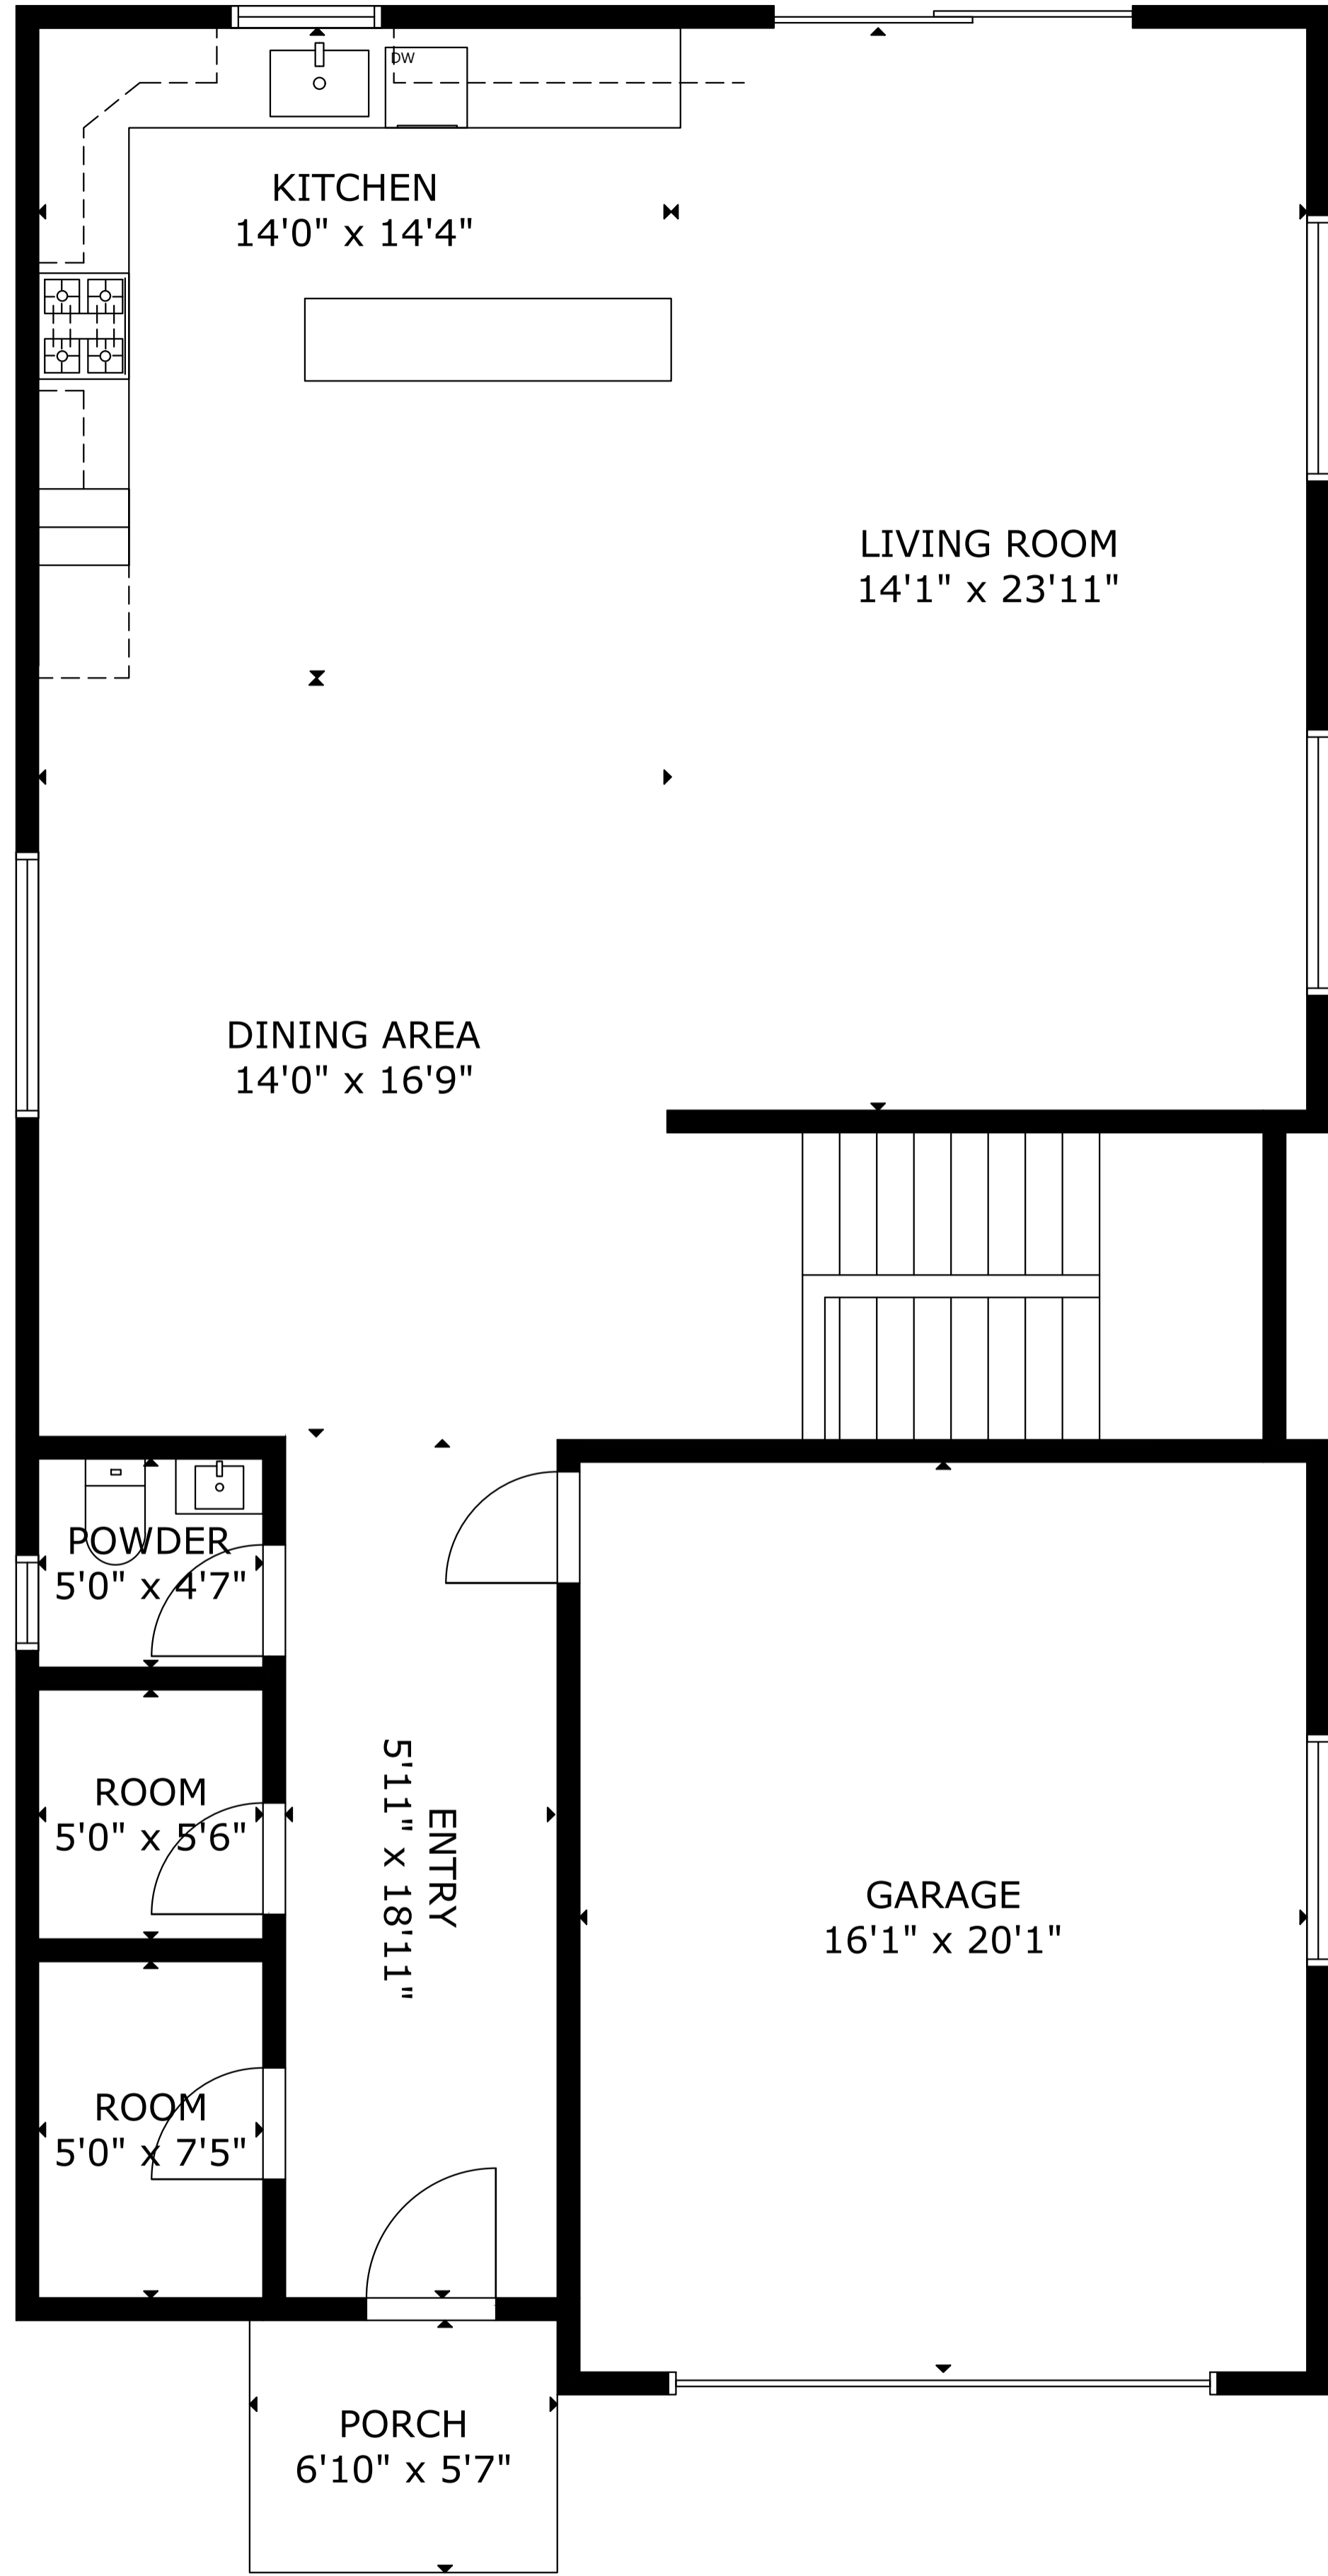 DW
KITCHEN
14'0" x 14'4"
LIVING ROOM
14'1" x 23'11"
DINING AREA
14'0" x 16'9"
POWDER
5'0" x 4'7"
ROOM
5'0" x 5'6"
ENTRY
5'11" x 18'11"
GARAGE
16'1" x 20'1"
ROOM
5'0" x 7'5"
PORCH
6'10" x 5'7"